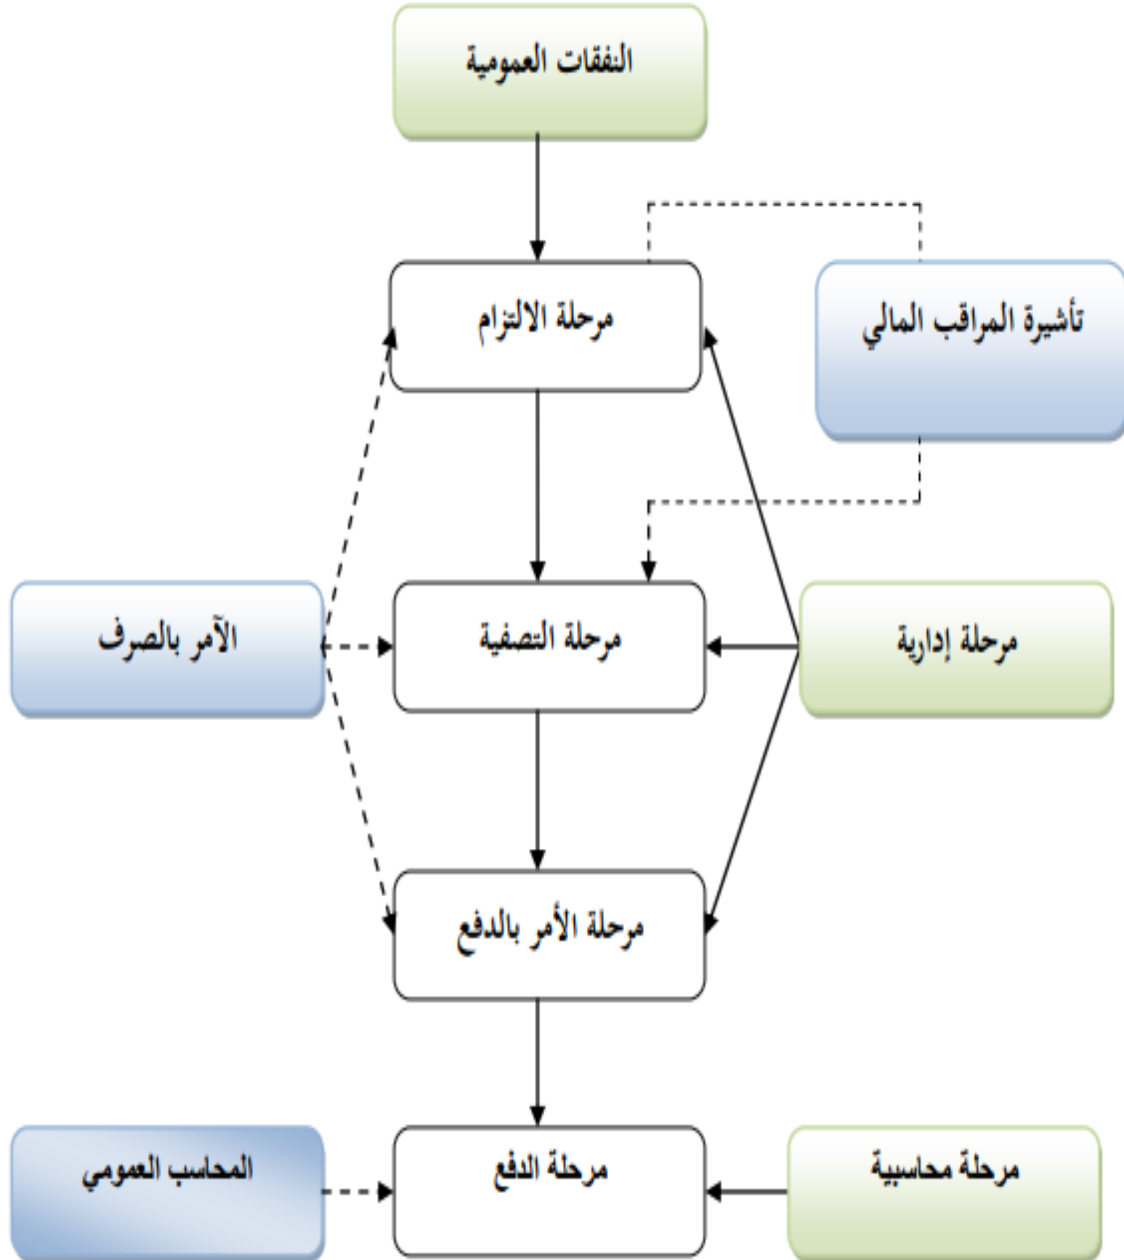 النفقات العمومية
مرحلة الالتزام
تأشيرة المراقب المالي
مرحلة إدارية
مرحلة التصفية
الآمر بالصرف
مرحلة الأمر بالدفع
مرحلة محاسبية
مرحلة الدفع
المحاسب العمومي